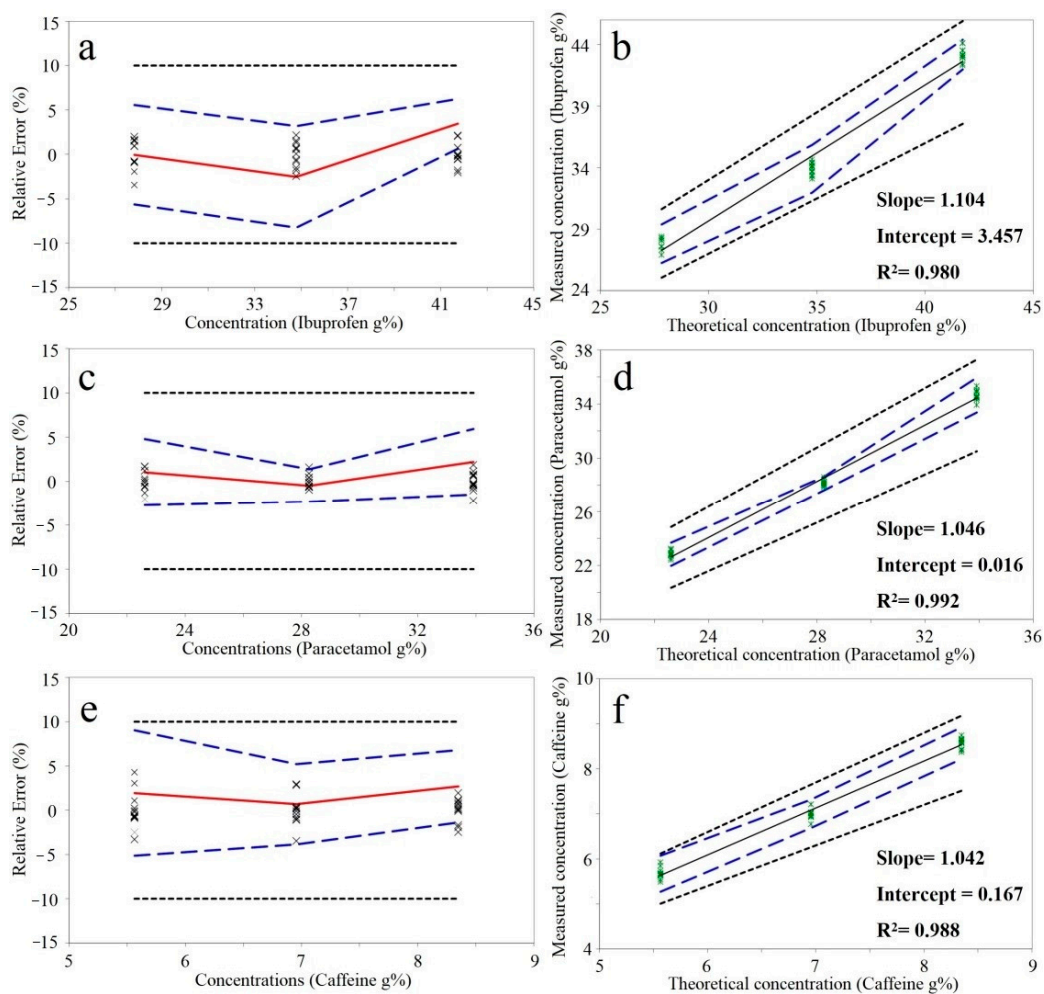 a
15
10
5
0
−5
−10
−15
Relative Error (%)
25
29
33
37
41
45
Concentration (Ibuprofen g%)
b
44
39
34
29
24
Measured concentration (Ibuprofen g%)
Slope= 1.104
Intercept = 3.457
R²= 0.980
25
30
35
40
45
Theoretical concentration (Ibuprofen g%)
c
15
10
5
0
−5
−10
−15
Relative Error (%)
20
24
28
32
36
Concentrations (Paracetamol g%)
d
38
34
30
26
22
18
Measured concentration (Paracetamol g%)
Slope= 1.046
Intercept = 0.016
R²= 0.992
20
24
28
32
36
Theoretical concentration (Paracetamol g%)
e
15
10
5
0
−5
−10
−15
Relative Error (%)
5
6
7
8
9
Concentrations (Caffeine g%)
f
10
8
6
4
Measured concentration (Caffeine g%)
Slope= 1.042
Intercept = 0.167
R²= 0.988
5
6
7
8
9
Theoretical concentration (Caffeine g%)